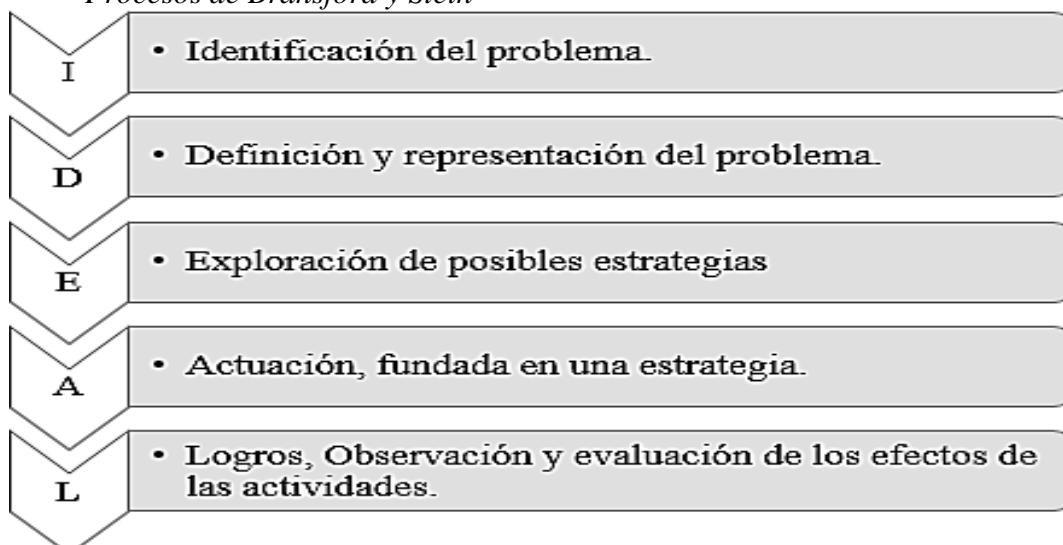 Procesos de Bransford y Stein
I
• Identificación del problema.
D
• Definición y representación del problema.
E
• Exploración de posibles estrategias
A
• Actuación, fundada en una estrategia.
L
• Logros, Observación y evaluación de los efectos de
las actividades.